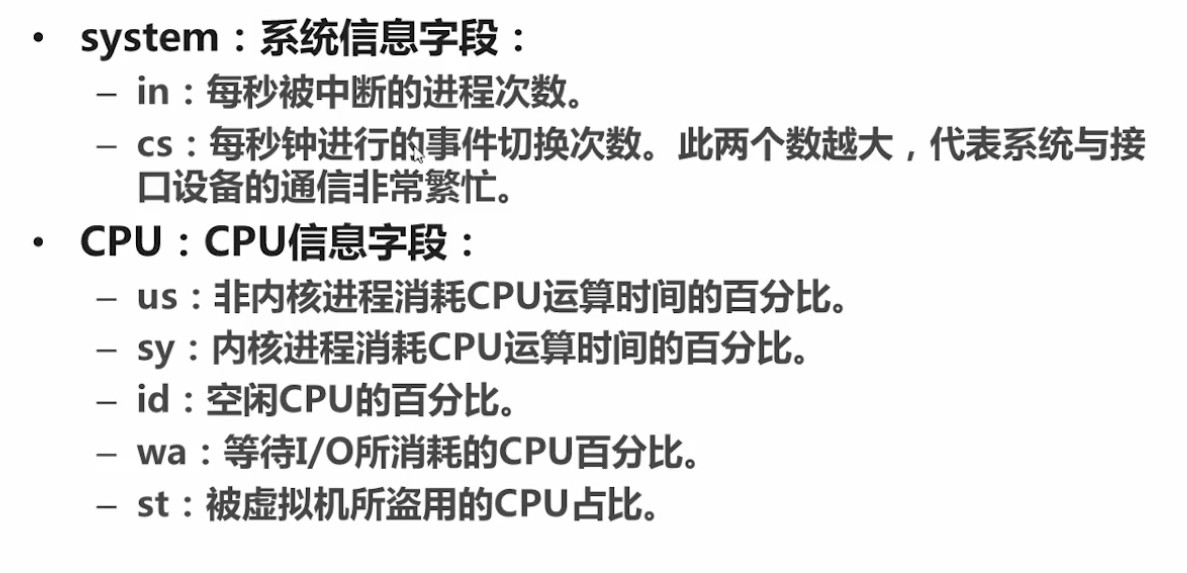 • system：系统信息字段：
– in：每秒被中断的进程次数。
– cs：每秒钟进行的事件切换次数。此两个数越大，代表系统与接
口设备的通信非常繁忙。
• CPU：CPU信息字段：
– us：非内核进程消耗CPU运算时间的百分比。
– sy：内核进程消耗CPU运算时间的百分比。
– id：空闲CPU的百分比。
– wa：等待I/O所消耗的CPU百分比。
– st：被虚拟机所盗用的CPU占比。